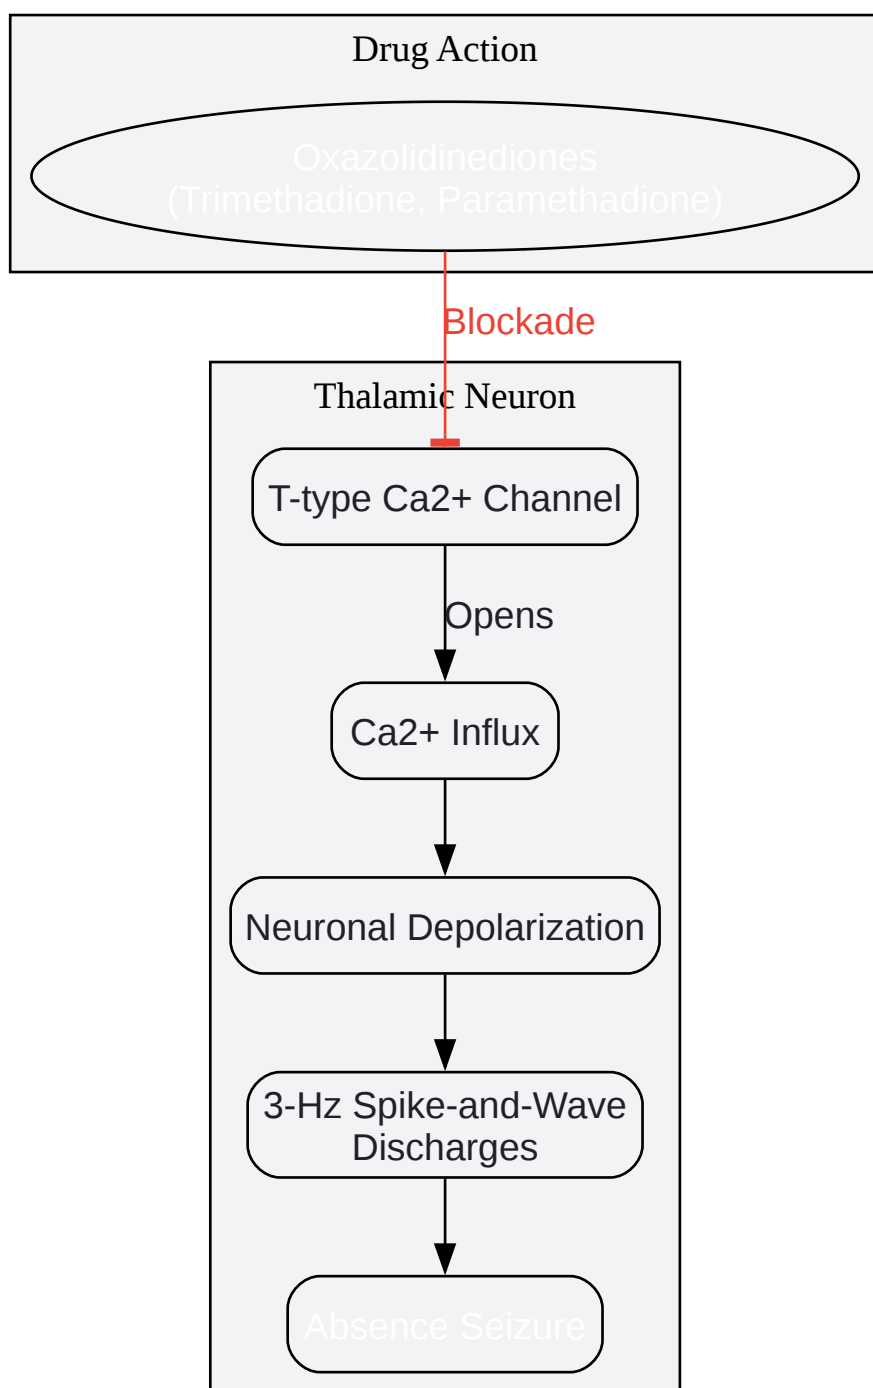 Drug Action
Oxazolidinediones
(Trimethadione, Paramethadione)
Blockade
Thalamic Neuron
T-type Ca2+ Channel
Opens
Ca2+ Influx
Neuronal Depolarization
3-Hz Spike-and-Wave
Discharges
Absence Seizure